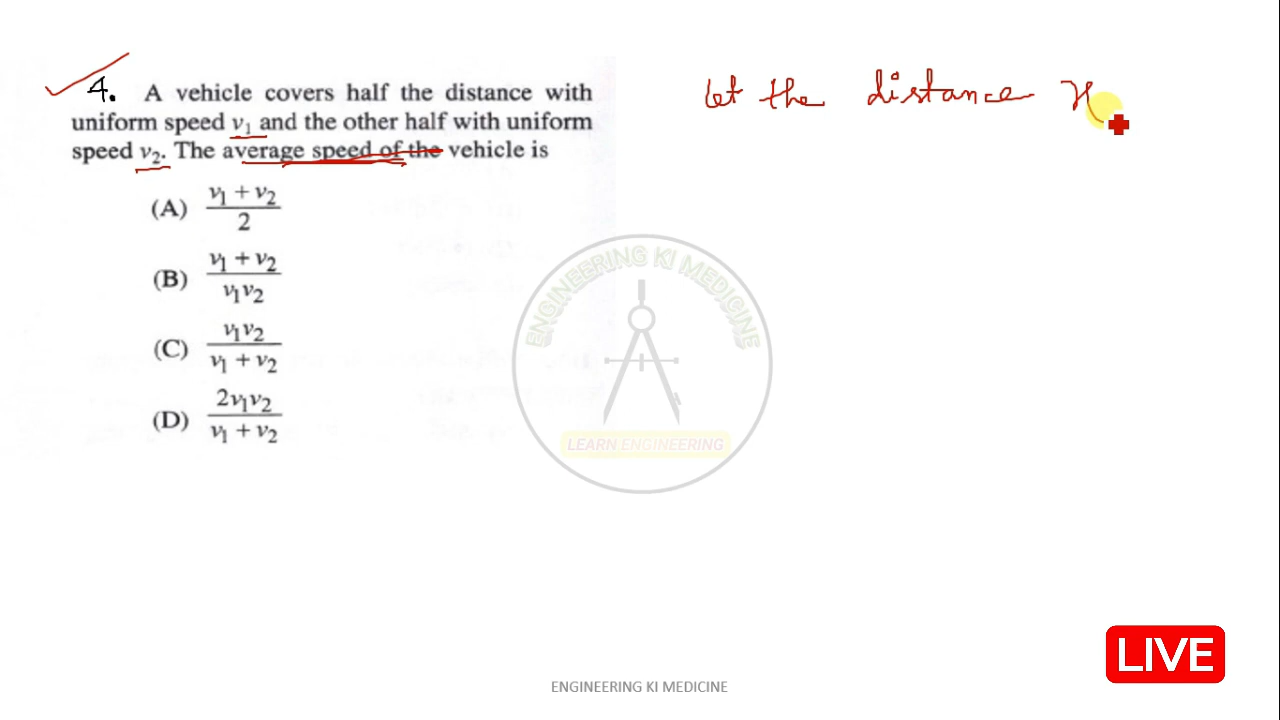 4. A vehicle covers half the distance with
uniform speed v₁ and the other half with uniform
speed v₂. The average speed of the vehicle is
(A) (v₁ + v₂)/2
(B) (v₁ + v₂)/(v₁v₂)
(C) (v₁v₂)/(v₁ + v₂)
(D) (2v₁v₂)/(v₁ + v₂)
let the distance x
ENGINEERING KI MEDICINE
LEARN ENGINEERING
LIVE
ENGINEERING KI MEDICINE